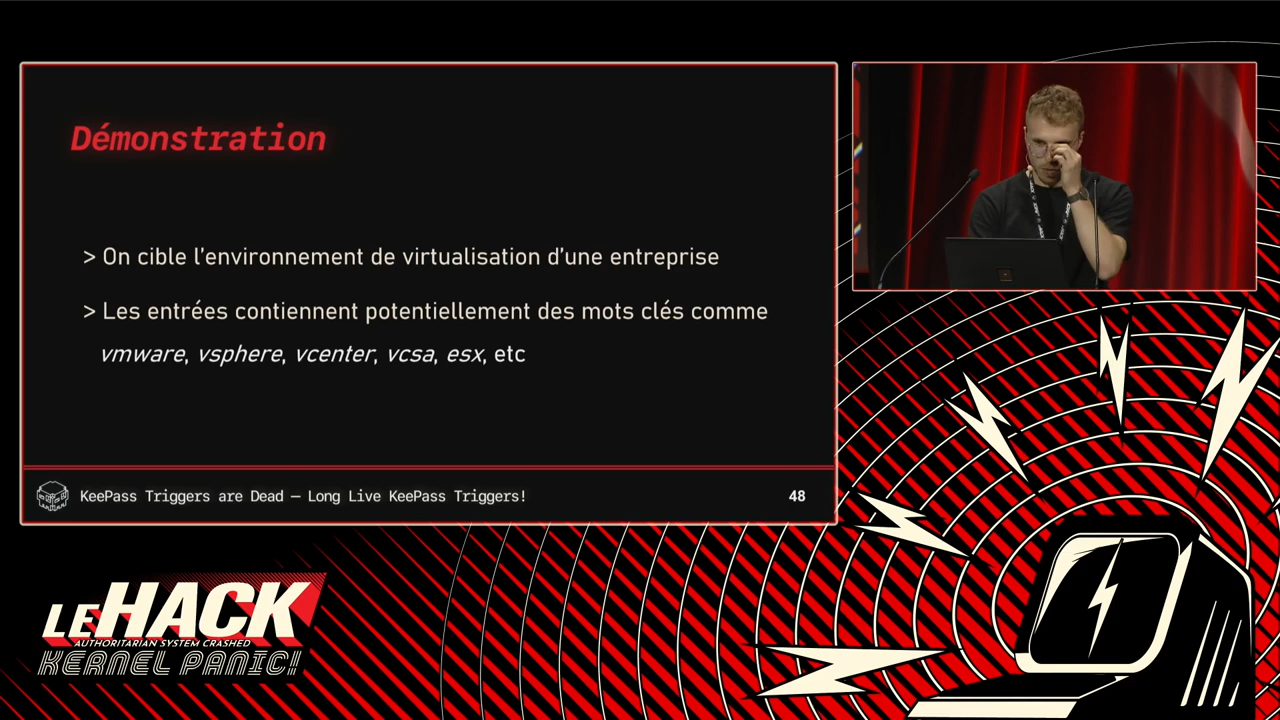 Démonstration
> On cible l'environnement de virtualisation d'une entreprise
> Les entrées contiennent potentiellement des mots clés comme
vmware, vsphere, vcenter, vcsa, esx, etc
KeePass Triggers are Dead — Long Live KeePass Triggers!
48
LEHACK
AUTHORITARIAN SYSTEM CRASHED
KERNEL PANIC!